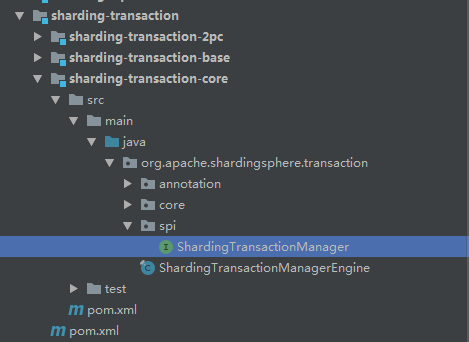 sharding-transaction
sharding-transaction-2pc
sharding-transaction-base
sharding-transaction-core
src
main
java
org.apache.shardingsphere.transaction
annotation
core
spi
I ShardingTransactionManager
C ShardingTransactionManagerEngine
test
m pom.xml
m pom.xml